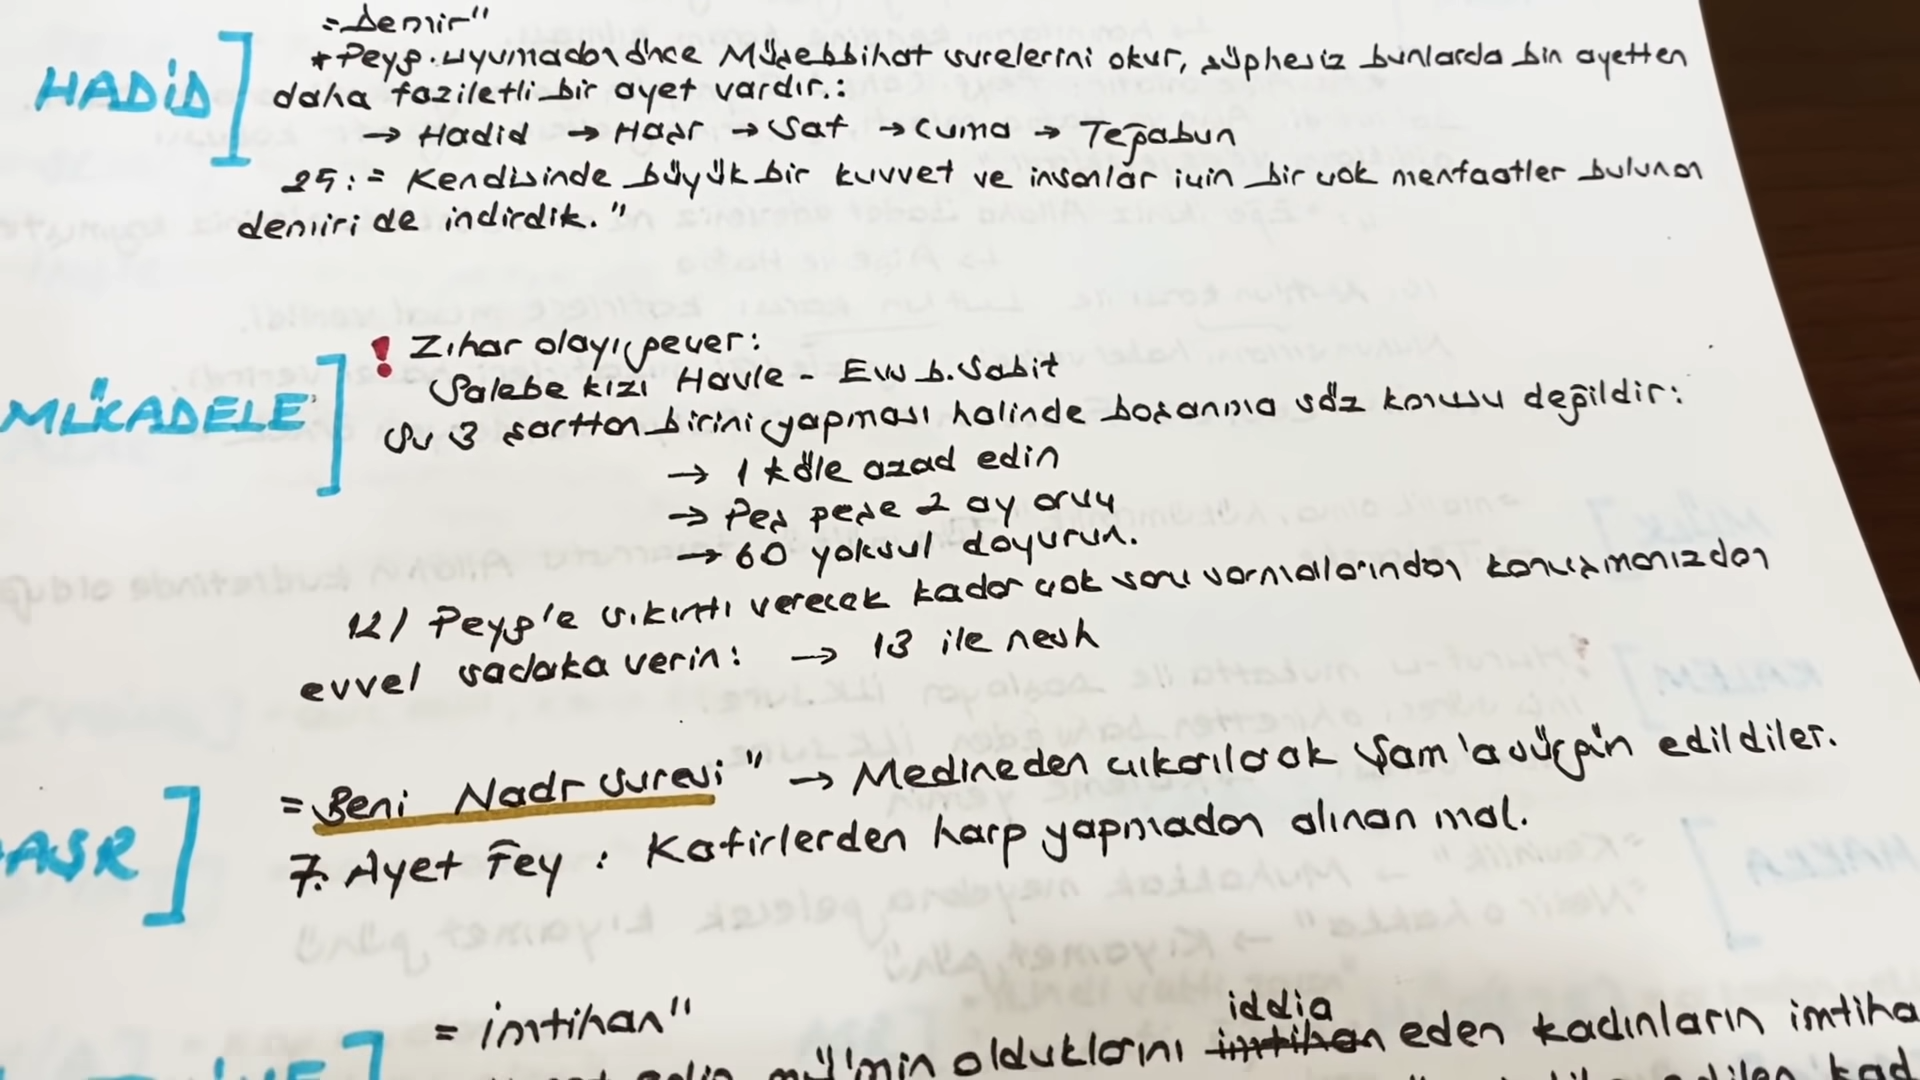 = Demir"
HADİD] * Peyg. uyumadan önce Müsebbihat surelerini okur, şüphesiz bunlarda bin ayetten
daha faziletli bir ayet vardır.:
→ Hadid → Haşr → Saf → Cuma → Tegabun
25: = Kendisinde büyük bir kuvvet ve insanlar için bir çok menfaatler bulunan
demiri de indirdik."
MÜCADELE] ! Zıhar olayı geçer:
Salebe kızı Havle - Evs b. Sabit
Şu 3 şarttan birini yapması halinde boşanma söz konusu değildir:
→ 1 köle azad edin
→ Peş peşe 2 ay oruç
→ 60 yoksul doyurun.
12/ Peyg'e sıkıntı verecek kadar çok soru sormalarından konuşmanızdan
evvel sadaka verin: → 13 ile nesh
AŞR] = Beni Nadr suresi" → Medineden çıkarılarak Şam'a sürgün edildiler.
7. Ayet Fey : Kafirlerden harp yapmadan alınan mal.
= imtihan"
iddia
mü'min olduklarını imtihan eden kadınların imtiha